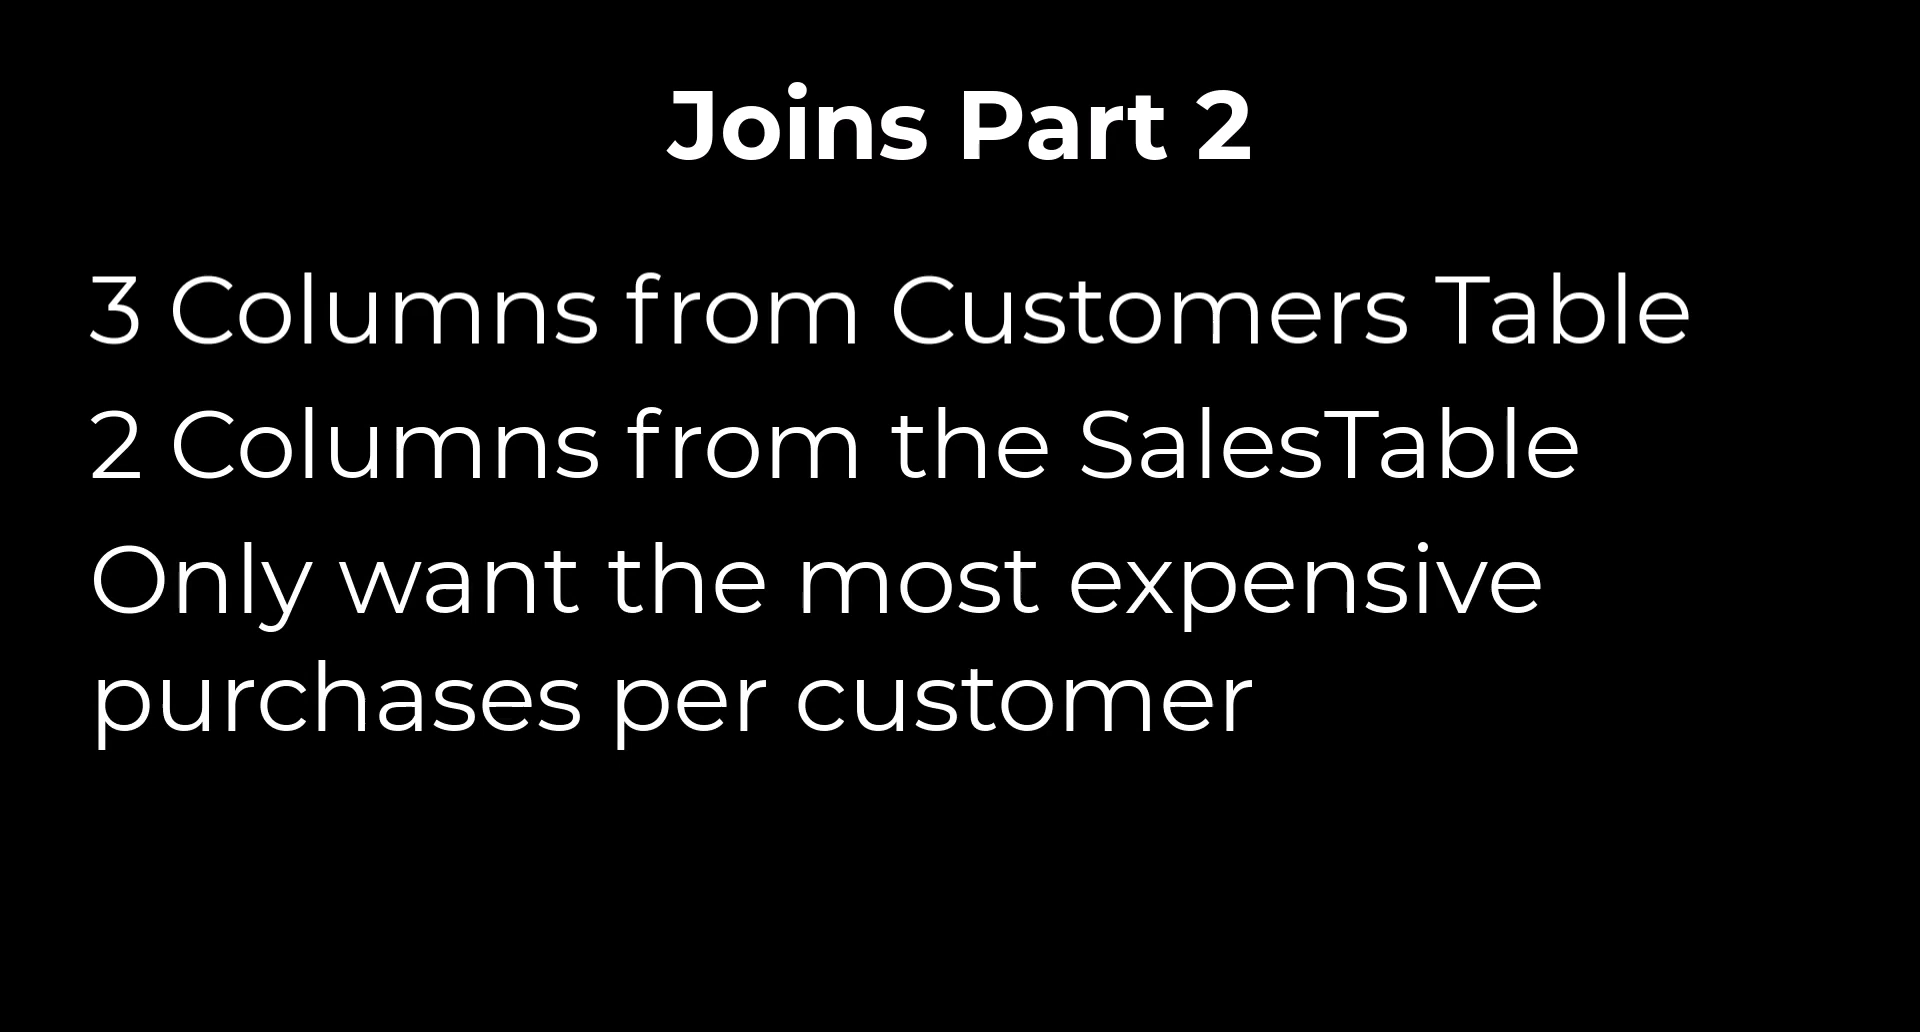 Joins Part 2
3 Columns from Customers Table
2 Columns from the SalesTable
Only want the most expensive
purchases per customer